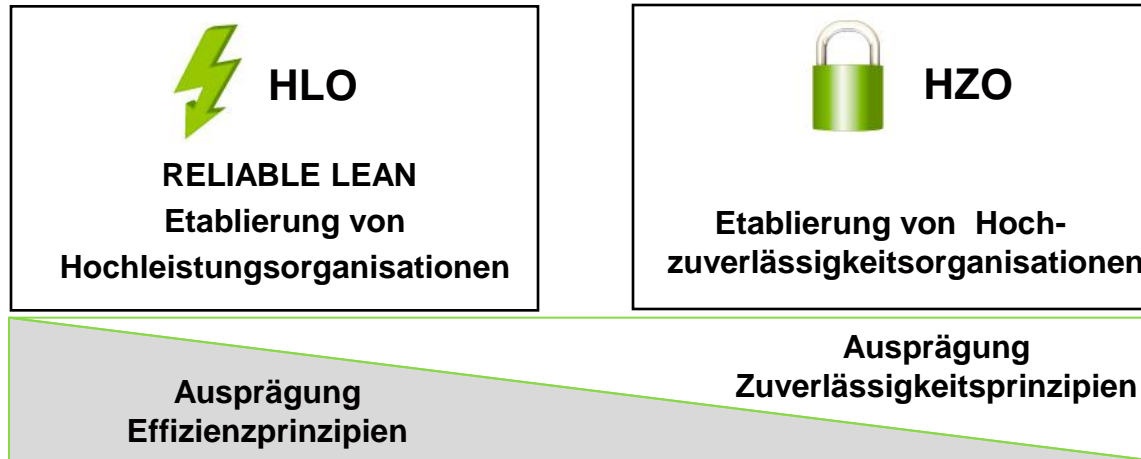 HLO
RELIABLE LEAN
Etablierung von
Hochleistungsorganisationen
HZO
Etablierung von Hoch-
zuverlässigkeitsorganisationen
Ausprägung
Effizienzprinzipien
Ausprägung
Zuverlässigkeitsprinzipien